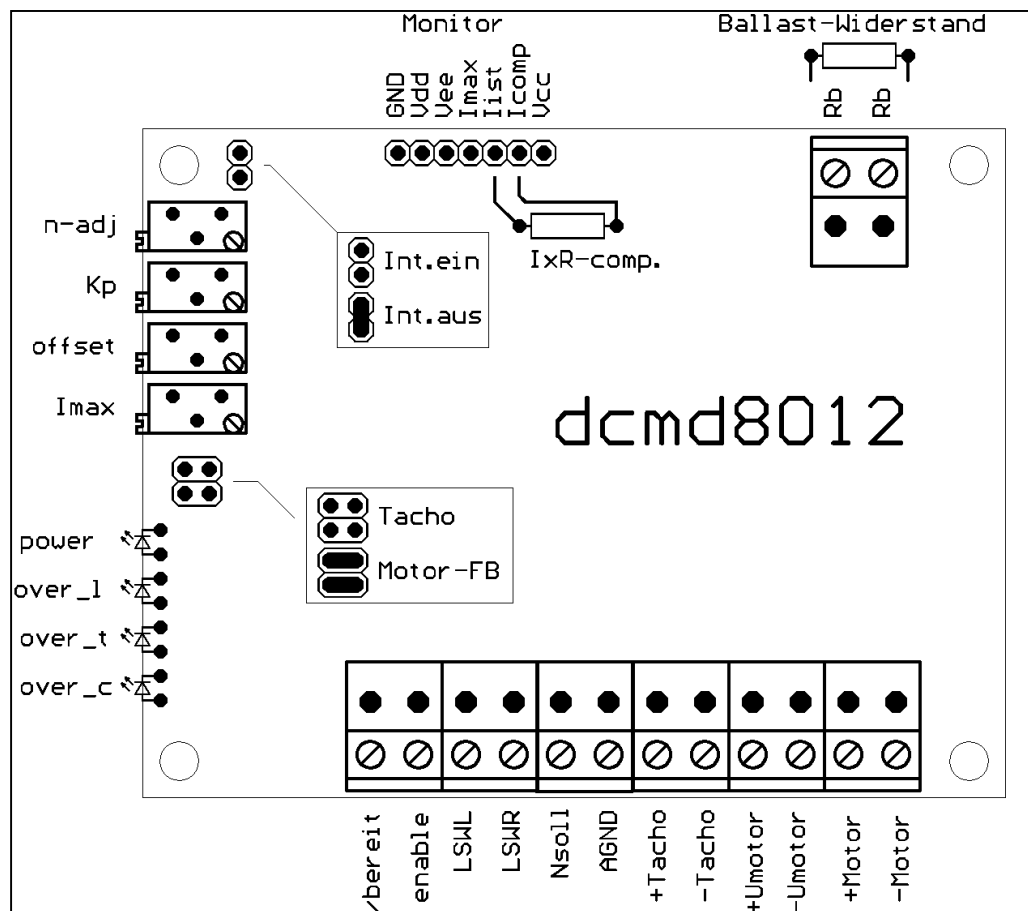 Monitor
Ballast-Widerstand
GND
Vdd
Vee
Imax
Iist
Icomp
Vcc
Rb
Rb
n-adj
Kp
offset
Imax
IxR-comp.
Int.ein
Int.aus
dcmd8012
Tacho
Motor-FB
power
over_l
over_t
over_c
/bereit
enable
LSWL
LSWR
Nsoll
AGND
+Tacho
-Tacho
+Umotor
-Umotor
+Motor
-Motor